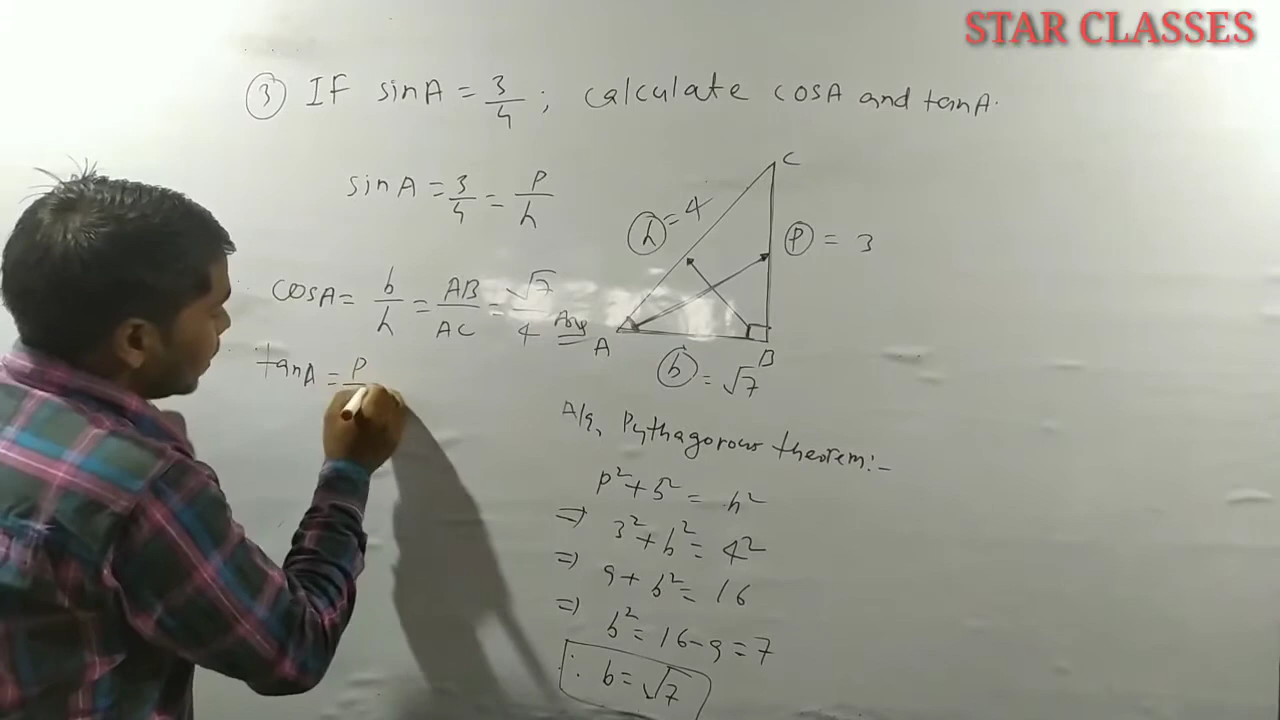 STAR CLASSES
③ IF sinA = 3/4 ; calculate cosA and tanA.
sinA = 3/4 = P/h
cosA = b/h = AB/AC = √7/4 Ans
tanA = P
C
h = 4
P = 3
A
B
b = √7
A/q, Pythagorous theorem:-
p² + b² = h²
⇒ 3² + b² = 4²
⇒ 9 + b² = 16
⇒ b² = 16 - 9 = 7
∴ b = √7